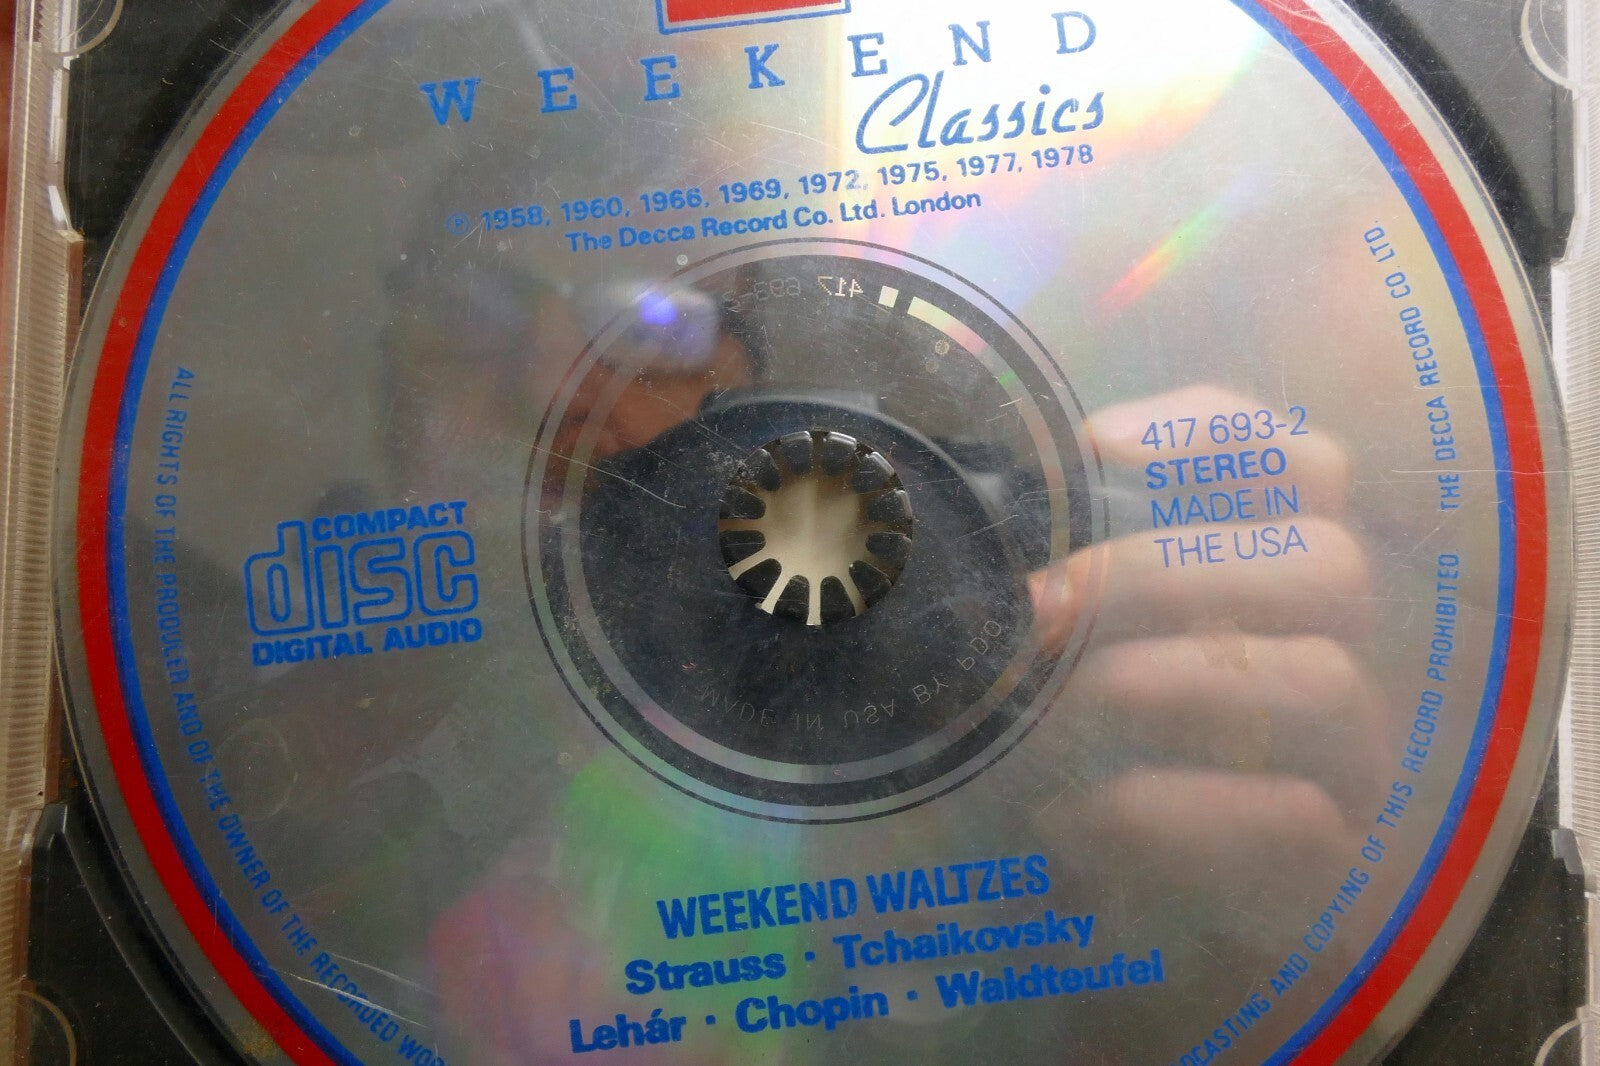 WEEKEND
Classics
℗ 1958, 1960, 1966, 1969, 1972, 1975, 1977, 1978
The Decca Record Co. Ltd. London
417 693-2
417 693-2
STEREO
MADE IN
THE USA
COMPACT
disc
DIGITAL AUDIO
MADE IN USA BY PDO
WEEKEND WALTZES
Strauss · Tchaikovsky
Lehár · Chopin · Waldteufel
ALL RIGHTS OF THE PRODUCER AND OF THE OWNER OF THE RECORDED
COPYING OF THIS RECORD PROHIBITED THE DECCA RECORD CO LTD